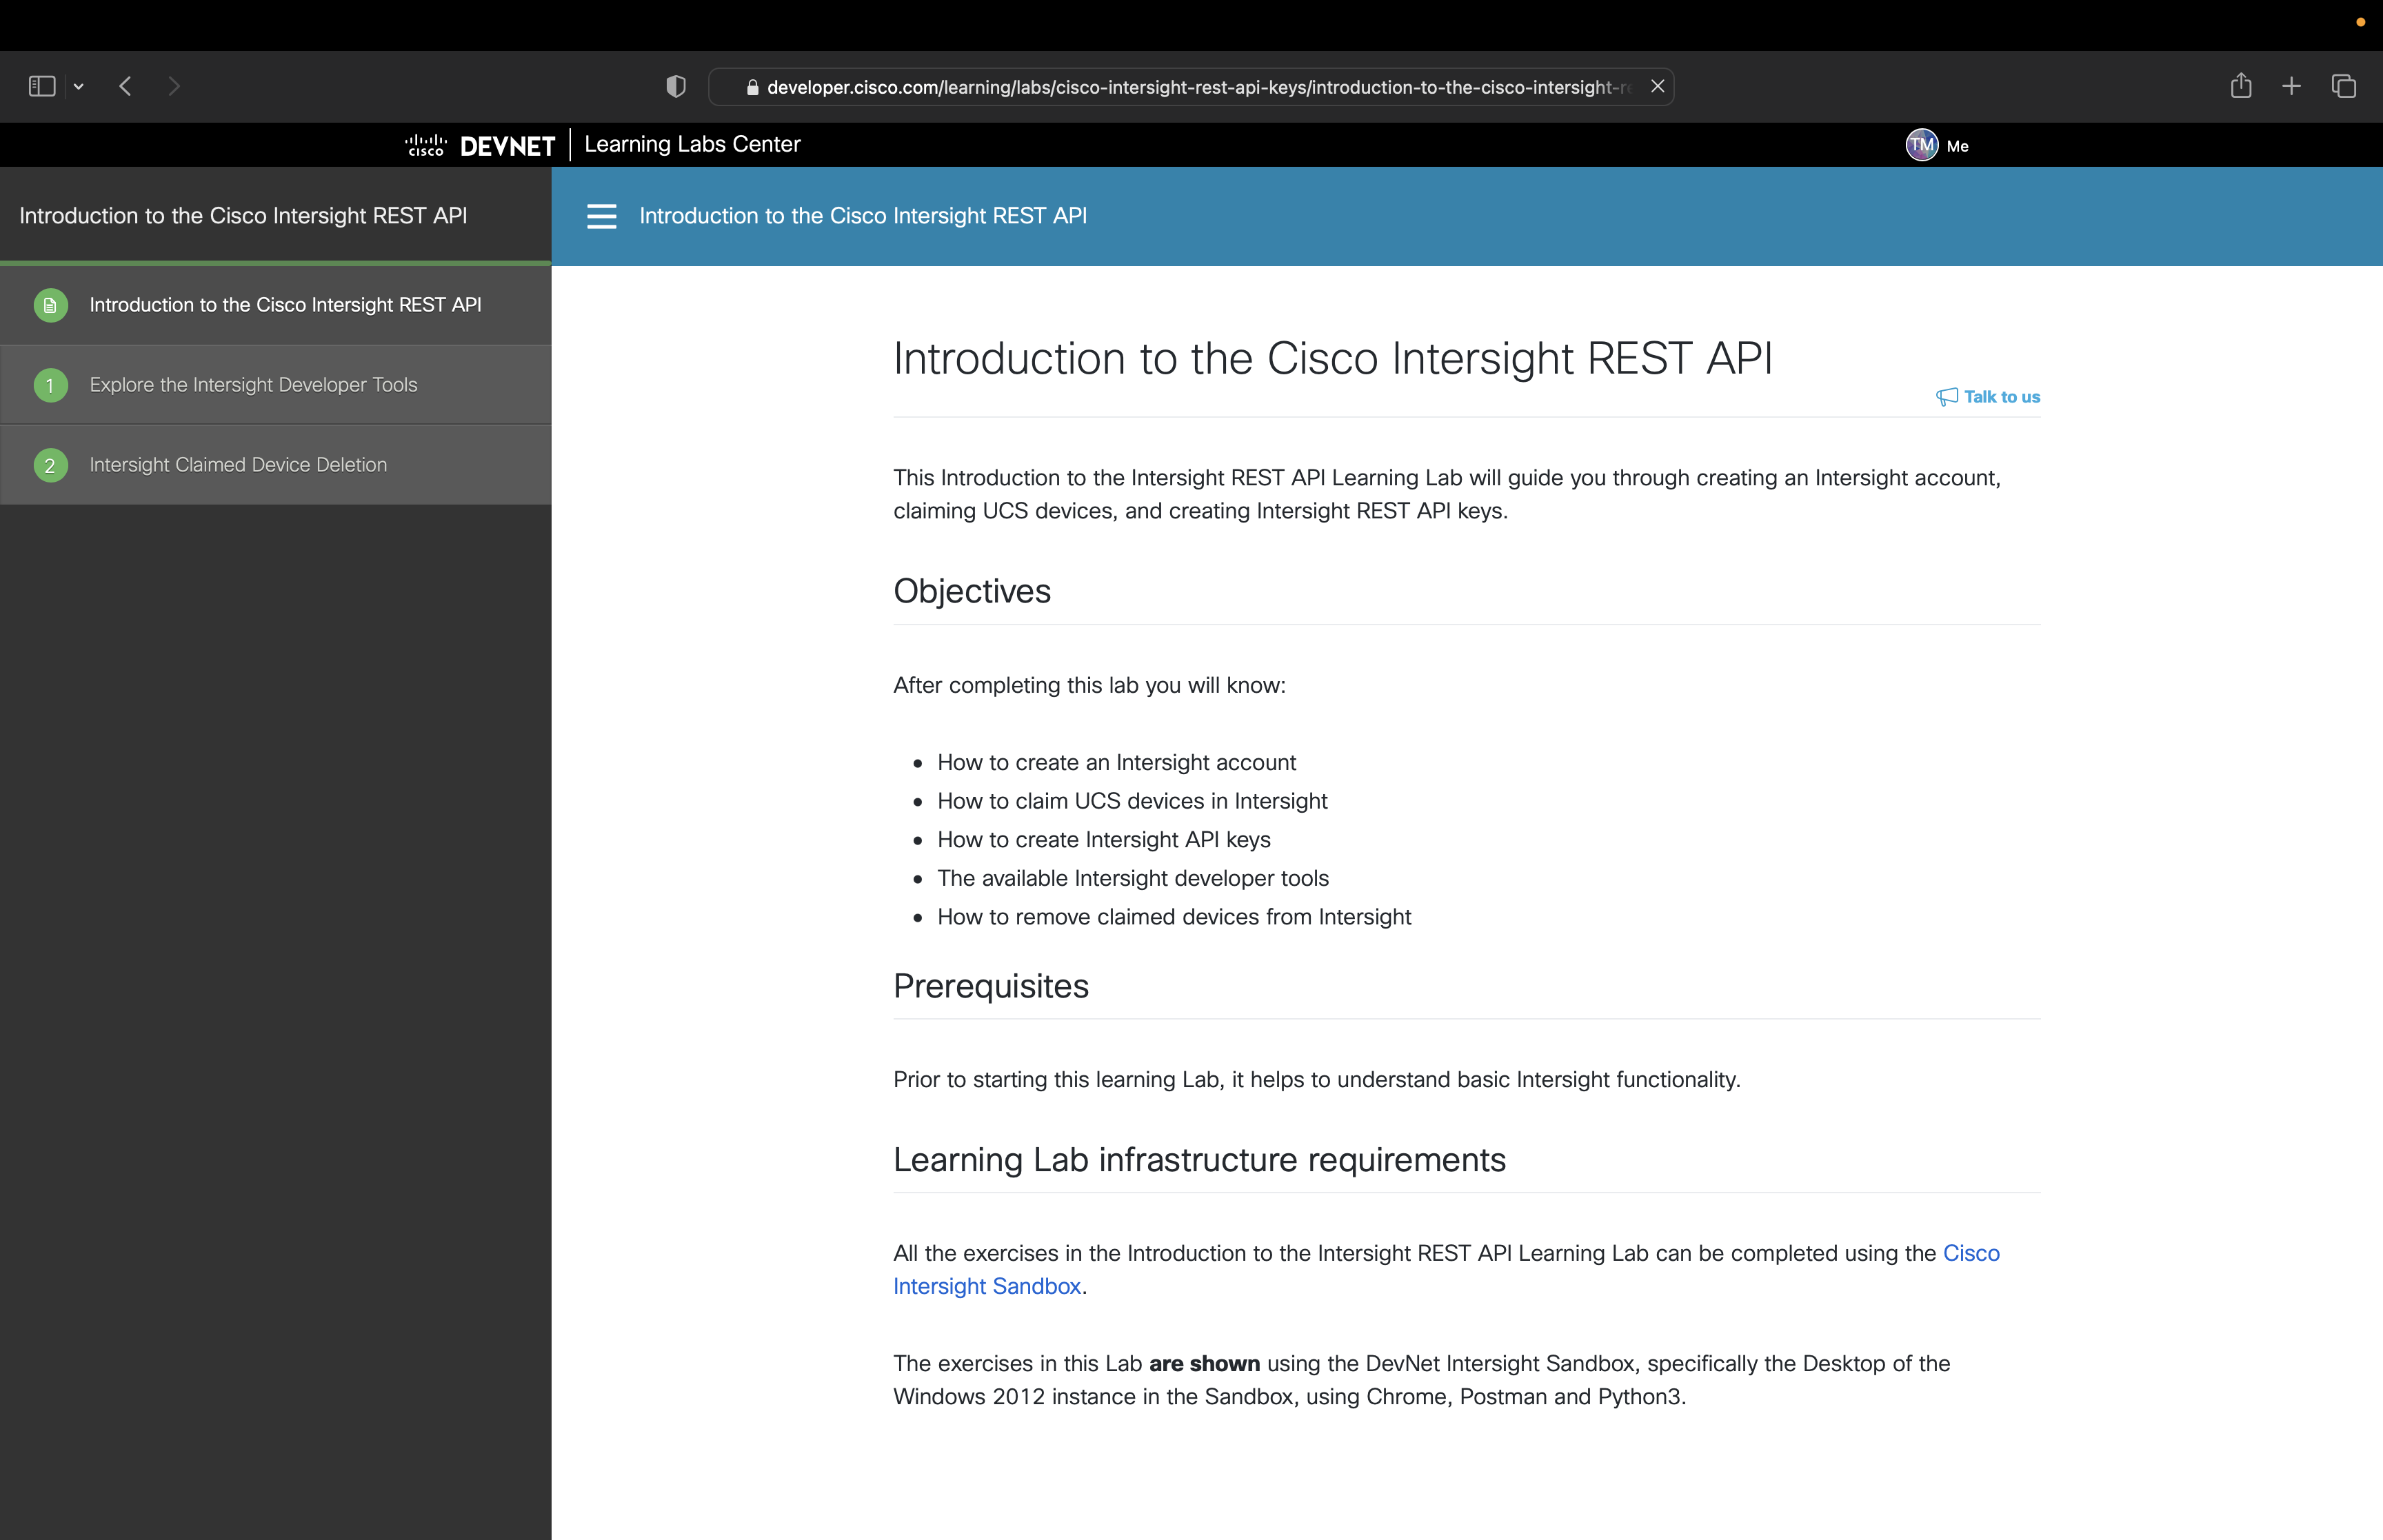 developer.cisco.com/learning/labs/cisco-intersight-rest-api-keys/introduction-to-the-cisco-intersight-re
cisco DEVNET Learning Labs Center
TM Me
Introduction to the Cisco Intersight REST API
Introduction to the Cisco Intersight REST API
Introduction to the Cisco Intersight REST API
1 Explore the Intersight Developer Tools
2 Intersight Claimed Device Deletion
Introduction to the Cisco Intersight REST API
Talk to us
This Introduction to the Intersight REST API Learning Lab will guide you through creating an Intersight account,
claiming UCS devices, and creating Intersight REST API keys.
Objectives
After completing this lab you will know:
• How to create an Intersight account
• How to claim UCS devices in Intersight
• How to create Intersight API keys
• The available Intersight developer tools
• How to remove claimed devices from Intersight
Prerequisites
Prior to starting this learning Lab, it helps to understand basic Intersight functionality.
Learning Lab infrastructure requirements
All the exercises in the Introduction to the Intersight REST API Learning Lab can be completed using the Cisco
Intersight Sandbox.
The exercises in this Lab are shown using the DevNet Intersight Sandbox, specifically the Desktop of the
Windows 2012 instance in the Sandbox, using Chrome, Postman and Python3.